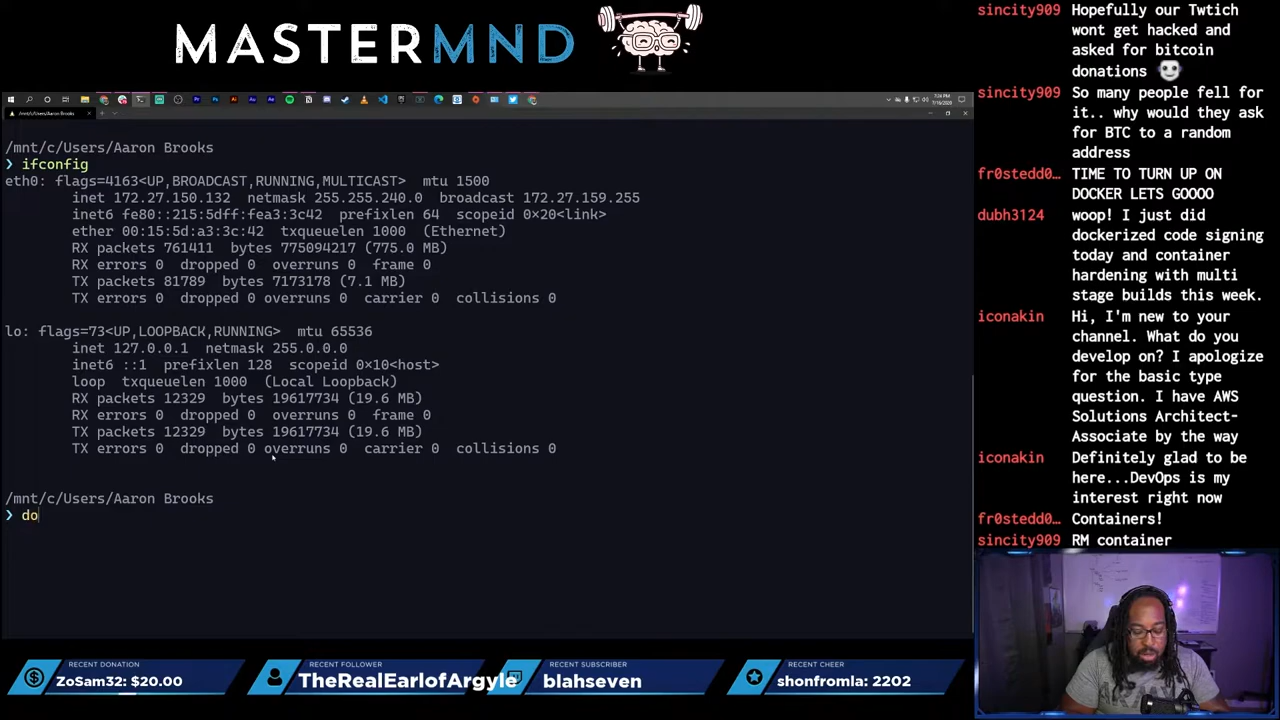 MASTERMND
/mnt/c/Users/Aaron Brooks
/mnt/c/Users/Aaron Brooks
❯ ifconfig
eth0: flags=4163<UP,BROADCAST,RUNNING,MULTICAST> mtu 1500
inet 172.27.150.132 netmask 255.255.240.0 broadcast 172.27.159.255
inet6 fe80::215:5dff:fea3:3c42 prefixlen 64 scopeid 0×20<link>
ether 00:15:5d:a3:3c:42 txqueuelen 1000 (Ethernet)
RX packets 761411 bytes 775094217 (775.0 MB)
RX errors 0 dropped 0 overruns 0 frame 0
TX packets 81789 bytes 7173178 (7.1 MB)
TX errors 0 dropped 0 overruns 0 carrier 0 collisions 0
lo: flags=73<UP,LOOPBACK,RUNNING> mtu 65536
inet 127.0.0.1 netmask 255.0.0.0
inet6 ::1 prefixlen 128 scopeid 0×10<host>
loop txqueuelen 1000 (Local Loopback)
RX packets 12329 bytes 19617734 (19.6 MB)
RX errors 0 dropped 0 overruns 0 frame 0
TX packets 12329 bytes 19617734 (19.6 MB)
TX errors 0 dropped 0 overruns 0 carrier 0 collisions 0
/mnt/c/Users/Aaron Brooks
❯ do
sincity909 Hopefully our Twtich
wont get hacked and
asked for bitcoin
donations
sincity909 So many people fell for
it.. why would they ask
for BTC to a random
address
fr0stedd0… TIME TO TURN UP ON
DOCKER LETS GOOOO
dubh3124 woop! I just did
dockerized code signing
today and container
hardening with multi
stage builds this week.
iconakin Hi, I'm new to your
channel. What do you
develop on? I apologize
for the basic type
question. I have AWS
Solutions Architect-
Associate by the way
iconakin Definitely glad to be
here...DevOps is my
interest right now
fr0stedd0… Containers!
sincity909 RM container
RECENT DONATION
ZoSam32: $20.00
RECENT FOLLOWER
TheRealEarlofArgyle
RECENT SUBSCRIBER
blahseven
RECENT CHEER
shonfromla: 2202